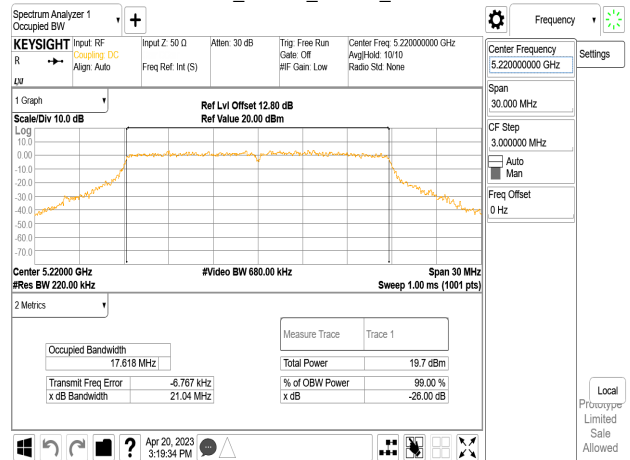 Spectrum Analyzer 1
Occupied BW
KEYSIGHT
R
LXI
Input: RF
Coupling: DC
Align: Auto
Input Z: 50 Ω
Freq Ref: Int (S)
Atten: 30 dB
Trig: Free Run
Gate: Off
#IF Gain: Low
Center Freq: 5.220000000 GHz
Avg|Hold: 10/10
Radio Std: None
1 Graph
Scale/Div 10.0 dB
Ref Lvl Offset 12.80 dB
Ref Value 20.00 dBm
Log
10.0
0.00
-10.0
-20.0
-30.0
-40.0
-50.0
-60.0
-70.0
Center 5.22000 GHz
#Video BW 680.00 kHz
Span 30 MHz
#Res BW 220.00 kHz
Sweep 1.00 ms (1001 pts)
2 Metrics
Measure Trace
Trace 1
Occupied Bandwidth
17.618 MHz
Total Power
19.7 dBm
Transmit Freq Error
-6.767 kHz
% of OBW Power
99.00 %
x dB Bandwidth
21.04 MHz
x dB
-26.00 dB
?
Apr 20, 2023
3:19:34 PM
Frequency
Center Frequency
5.220000000 GHz
Settings
Span
30.000 MHz
CF Step
3.000000 MHz
Auto
Man
Freq Offset
0 Hz
Local
Prototype
Limited
Sale
Allowed